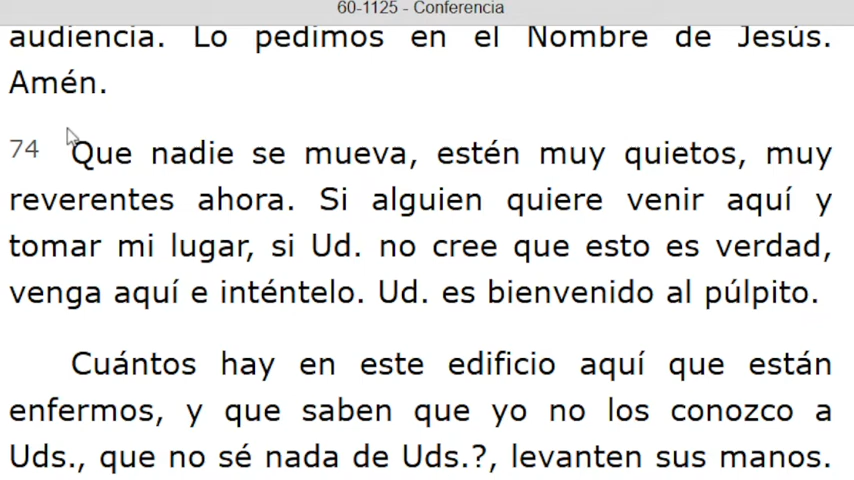 60-1125 - Conferencia
audiencia. Lo pedimos en el Nombre de Jesús.
Amén.
74 Que nadie se mueva, estén muy quietos, muy
reverentes ahora. Si alguien quiere venir aquí y
tomar mi lugar, si Ud. no cree que esto es verdad,
venga aquí e inténtelo. Ud. es bienvenido al púlpito.
Cuántos hay en este edificio aquí que están
enfermos, y que saben que yo no los conozco a
Uds., que no sé nada de Uds.?, levanten sus manos.